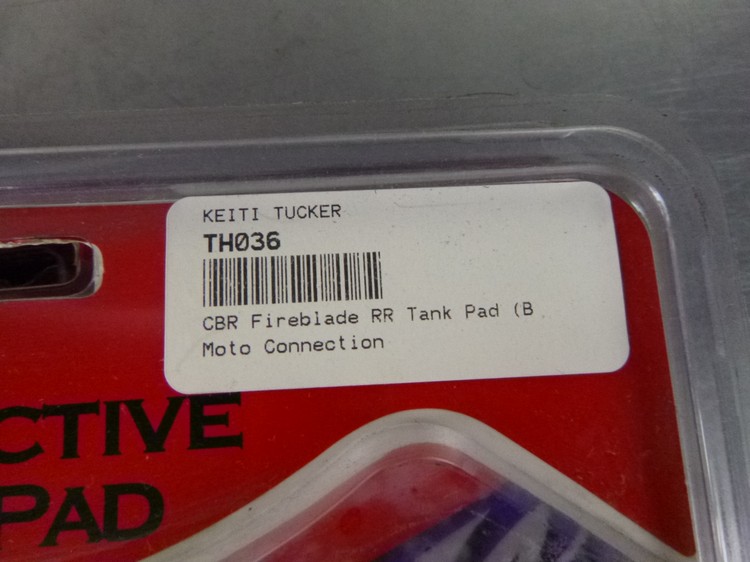 KEITI TUCKER
TH036
CBR Fireblade RR Tank Pad (B
Moto Connection
CTIVE
PAD